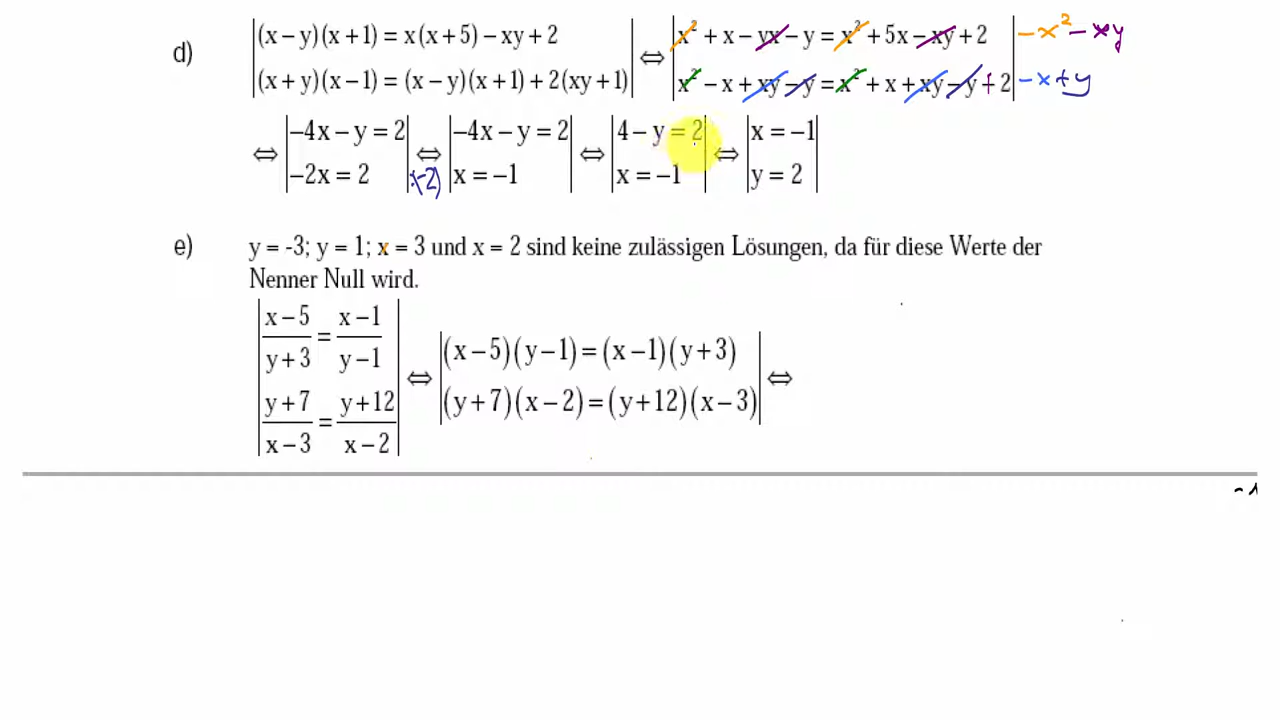 d) |(x – y)(x + 1) = x(x + 5) – xy + 2| ⇔ |x² + x – yx – y = x² + 5x – xy + 2| – x² – xy
|(x + y)(x – 1) = (x – y)(x + 1) + 2(xy + 1)| |x² – x + xy – y = x² + x + xy – y + 2| – x + y
⇔ |–4x – y = 2| ⇔ |–4x – y = 2| ⇔ |4 – y = 2| ⇔ |x = –1|
|–2x = 2| :(-2) |x = –1| |x = –1| |y = 2|
e) y = -3; y = 1; x = 3 und x = 2 sind keine zulässigen Lösungen, da für diese Werte der
Nenner Null wird.
|(x – 5)/(y + 3) = (x – 1)/(y – 1)| ⇔ |(x – 5)(y – 1) = (x – 1)(y + 3)| ⇔
|(y + 7)/(x – 3) = (y + 12)/(x – 2)| |(y + 7)(x – 2) = (y + 12)(x – 3)|